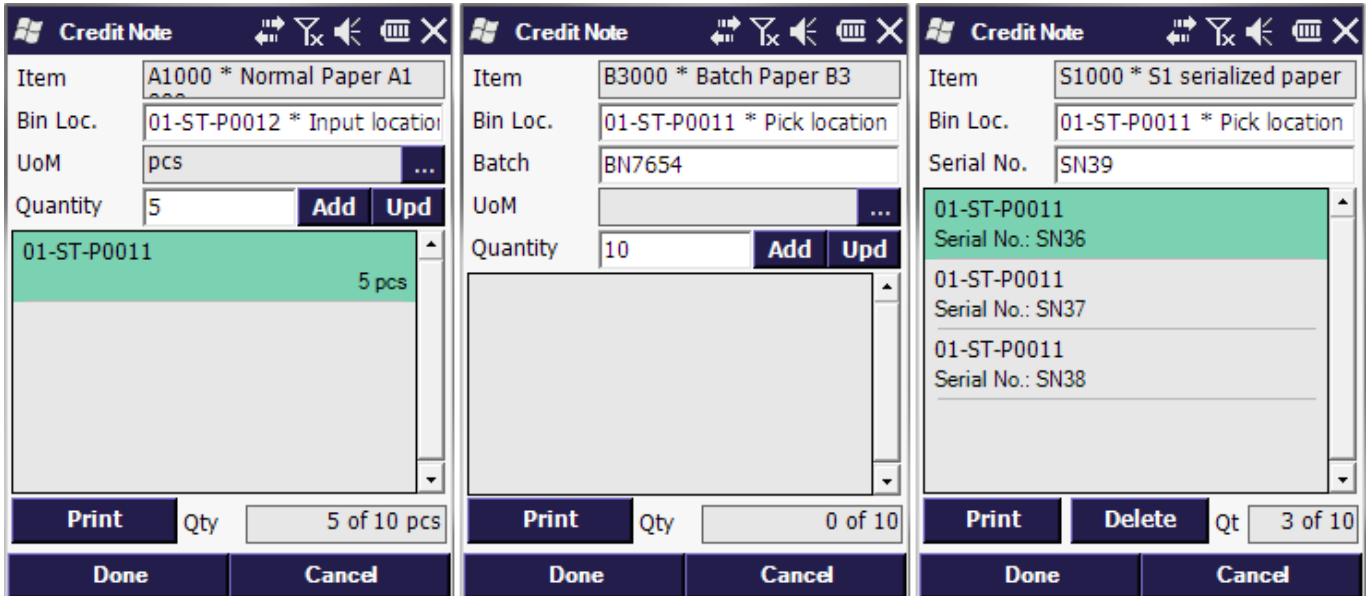 Credit Note
Item A1000 * Normal Paper A1
Bin Loc. 01-ST-P0012 * Input location
UoM pcs ...
Quantity 5 Add Upd
01-ST-P0011
5 pcs
Print Qty 5 of 10 pcs
Done Cancel
Credit Note
Item B3000 * Batch Paper B3
Bin Loc. 01-ST-P0011 * Pick location
Batch BN7654
UoM ...
Quantity 10 Add Upd
Print Qty 0 of 10
Done Cancel
Credit Note
Item S1000 * S1 serialized paper
Bin Loc. 01-ST-P0011 * Pick location
Serial No. SN39
01-ST-P0011
Serial No.: SN36
01-ST-P0011
Serial No.: SN37
01-ST-P0011
Serial No.: SN38
Print Delete Qt 3 of 10
Done Cancel